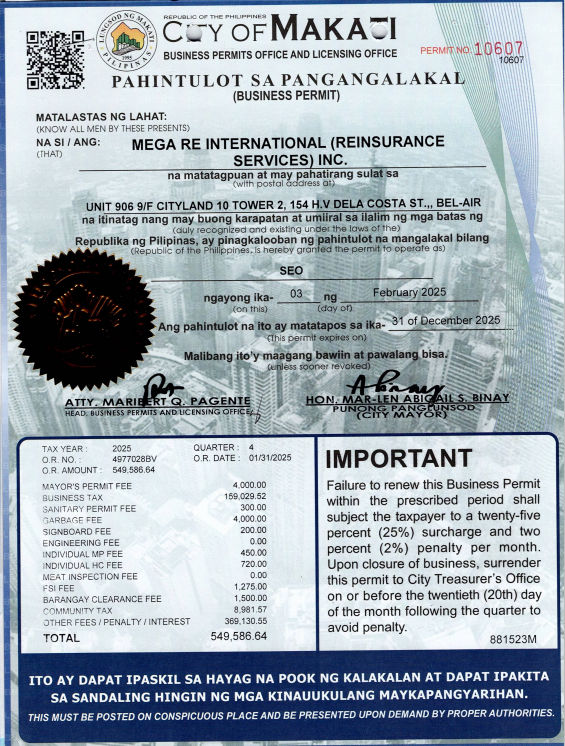 LUNGSOD NG MAKATI
PILIPINAS
REPUBLIC OF THE PHILIPPINES
CITY OF MAKATI
BUSINESS PERMITS OFFICE AND LICENSING OFFICE
PERMIT NO. 10607
10607
PAHINTULOT SA PANGANGALAKAL
(BUSINESS PERMIT)
MATALASTAS NG LAHAT:
(KNOW ALL MEN BY THESE PRESENTS)
NA SI / ANG: MEGA RE INTERNATIONAL (REINSURANCE
(THAT) SERVICES) INC.
na matatagpuan at may pahatirang sulat sa
(with postal address at)
UNIT 906 9/F CITYLAND 10 TOWER 2, 154 H.V DELA COSTA ST.,, BEL-AIR
na itinatag nang may buong karapatan at umiiral sa ilalim ng mga batas ng
(duly recognized and existing under the laws of the)
Republika ng Pilipinas, ay pinagkalooban ng pahintulot na mangalakal bilang
(Republic of the Philippines, is hereby granted the permit to operate as)
SEO
ngayong ika- 03 ng February 2025
(on this) (day of)
Ang pahintulot na ito ay matatapos sa ika- 31 of December 2025
(This permit expires on)
Malibang ito'y maagang bawiin at pawalang bisa.
(unless sooner revoked)
ATTY. MARIBERT Q. PAGENTE HON. MAR-LEN ABIGAIL S. BINAY
HEAD, BUSINESS PERMITS AND LICENSING OFFICE PUNONG PANGLUNSOD
(CITY MAYOR)
TAX YEAR : 2025 QUARTER : 4
O.R. NO. : 4977028BV O.R. DATE : 01/31/2025
O.R. AMOUNT : 549,586.64
MAYOR'S PERMIT FEE 4,000.00
BUSINESS TAX 159,029.52
SANITARY PERMIT FEE 300.00
GARBAGE FEE 4,000.00
SIGNBOARD FEE 200.00
ENGINEERING FEE 0.00
INDIVIDUAL MP FEE 450.00
INDIVIDUAL HC FEE 720.00
MEAT INSPECTION FEE 0.00
FSI FEE 1,275.00
BARANGAY CLEARANCE FEE 1,500.00
COMMUNITY TAX 8,981.57
OTHER FEES / PENALTY / INTEREST 369,130.55
TOTAL 549,586.64
IMPORTANT
Failure to renew this Business Permit
within the prescribed period shall
subject the taxpayer to a twenty-five
percent (25%) surcharge and two
percent (2%) penalty per month.
Upon closure of business, surrender
this permit to City Treasurer's Office
on or before the twentieth (20th) day
of the month following the quarter to
avoid penalty.
881523M
ITO AY DAPAT IPASKIL SA HAYAG NA POOK NG KALAKALAN AT DAPAT IPAKITA
SA SANDALING HINGIN NG MGA KINAUUKULANG MAYKAPANGYARIHAN.
THIS MUST BE POSTED ON CONSPICUOUS PLACE AND BE PRESENTED UPON DEMAND BY PROPER AUTHORITIES.